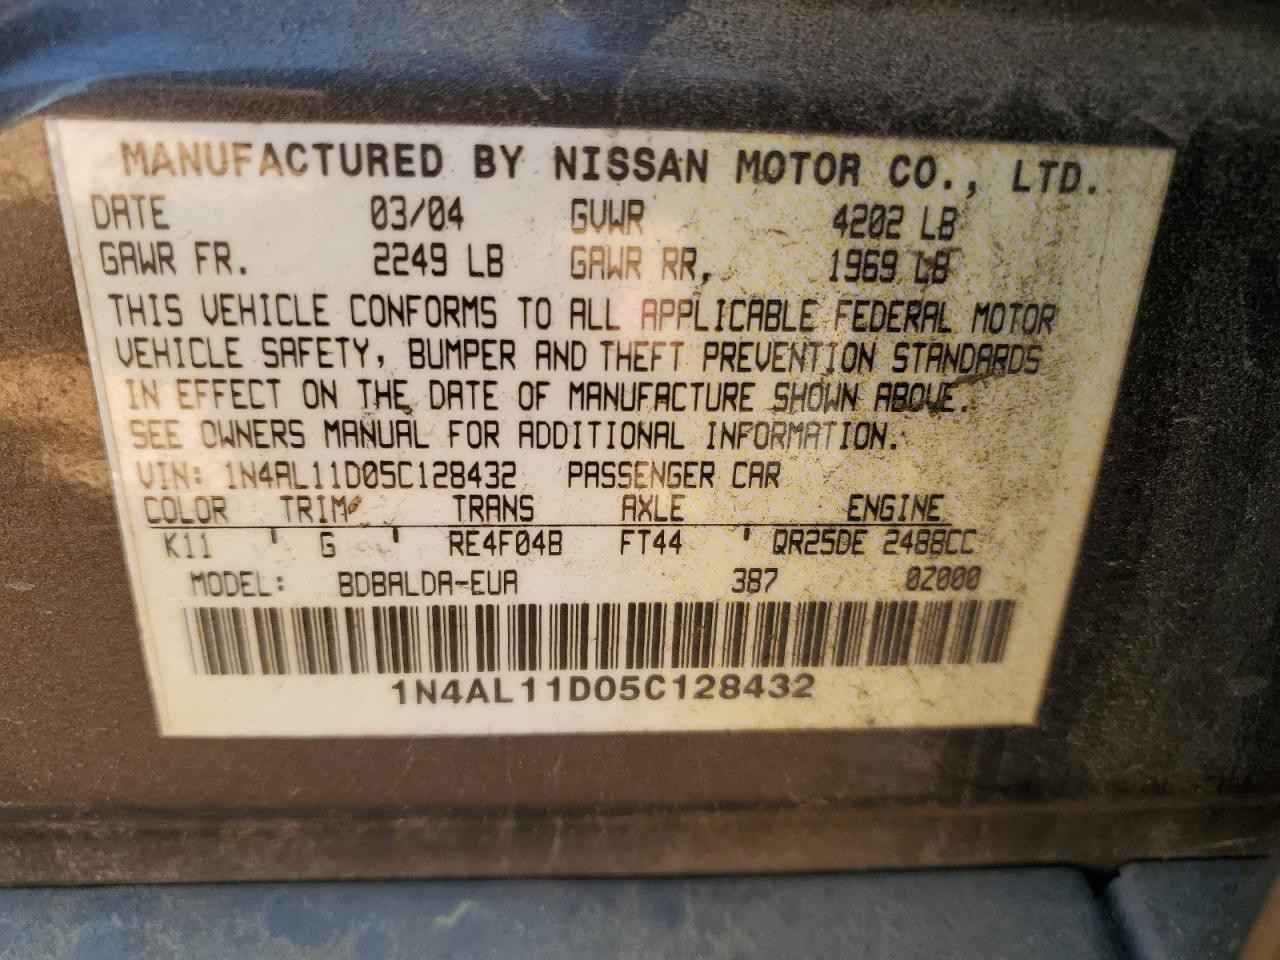 MANUFACTURED BY NISSAN MOTOR CO., LTD.
DATE 03/04 GVWR 4202 LB
GAWR FR. 2249 LB GAWR RR, 1969 LB
THIS VEHICLE CONFORMS TO ALL APPLICABLE FEDERAL MOTOR
VEHICLE SAFETY, BUMPER AND THEFT PREVENTION STANDARDS
IN EFFECT ON THE DATE OF MANUFACTURE SHOWN ABOVE.
SEE OWNERS MANUAL FOR ADDITIONAL INFORMATION.
VIN: 1N4AL11D05C128432 PASSENGER CAR
COLOR TRIM TRANS AXLE ENGINE
K11 ' G ' RE4F04B FT44 ' QR25DE 2488CC
MODEL: BDBALDA-EUA 387 0Z000
1N4AL11D05C128432